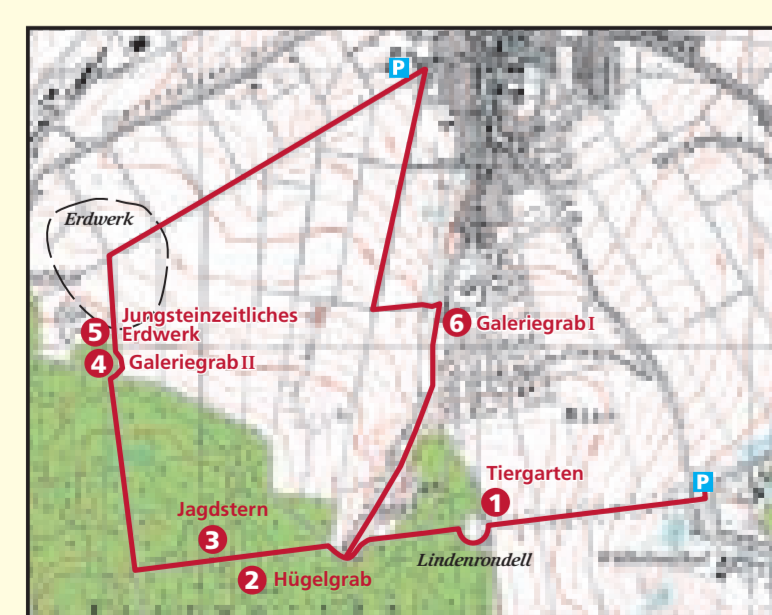 P
Erdwerk
5 Jungsteinzeitliches
Erdwerk
4 Galeriegrab II
6 Galeriegrab I
Tiergarten
1
P
Jagdstern
3
Lindenrondell
2 Hügelgrab